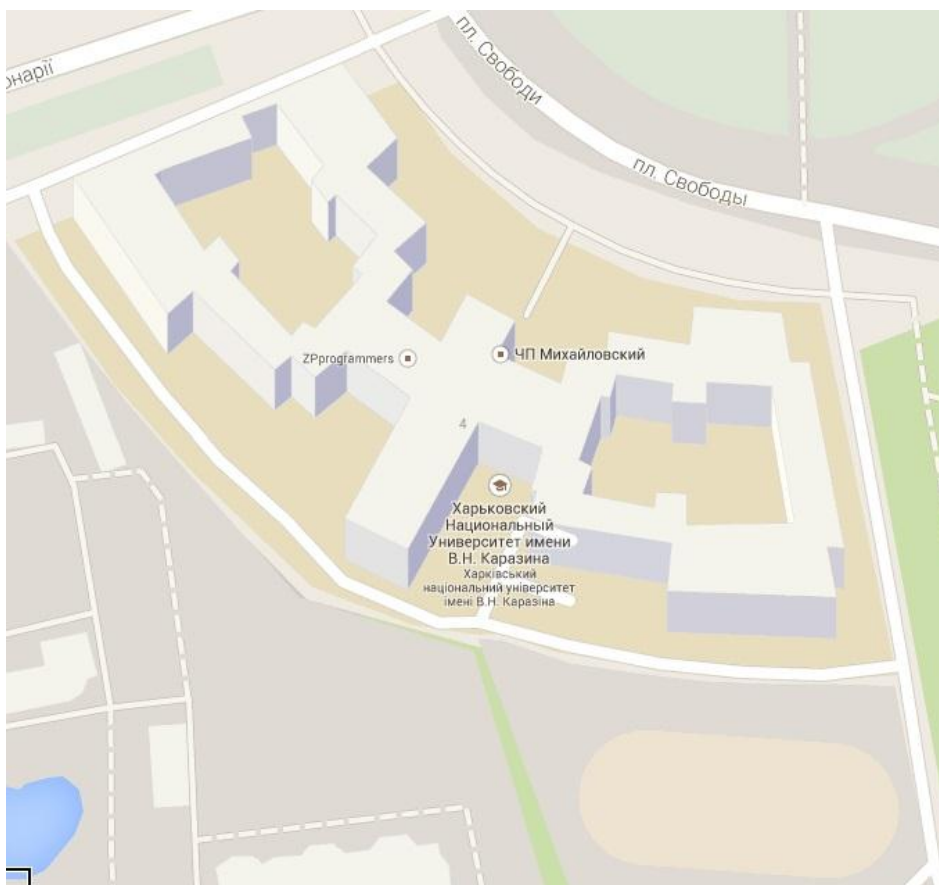 онарії
пл. Свободи
пл. Свободы
ZPprogrammers
ЧП Михайловский
4
Харьковский
Национальный
Университет имени
В.Н. Каразина
Харківський
національний університет
імені В.Н. Каразіна